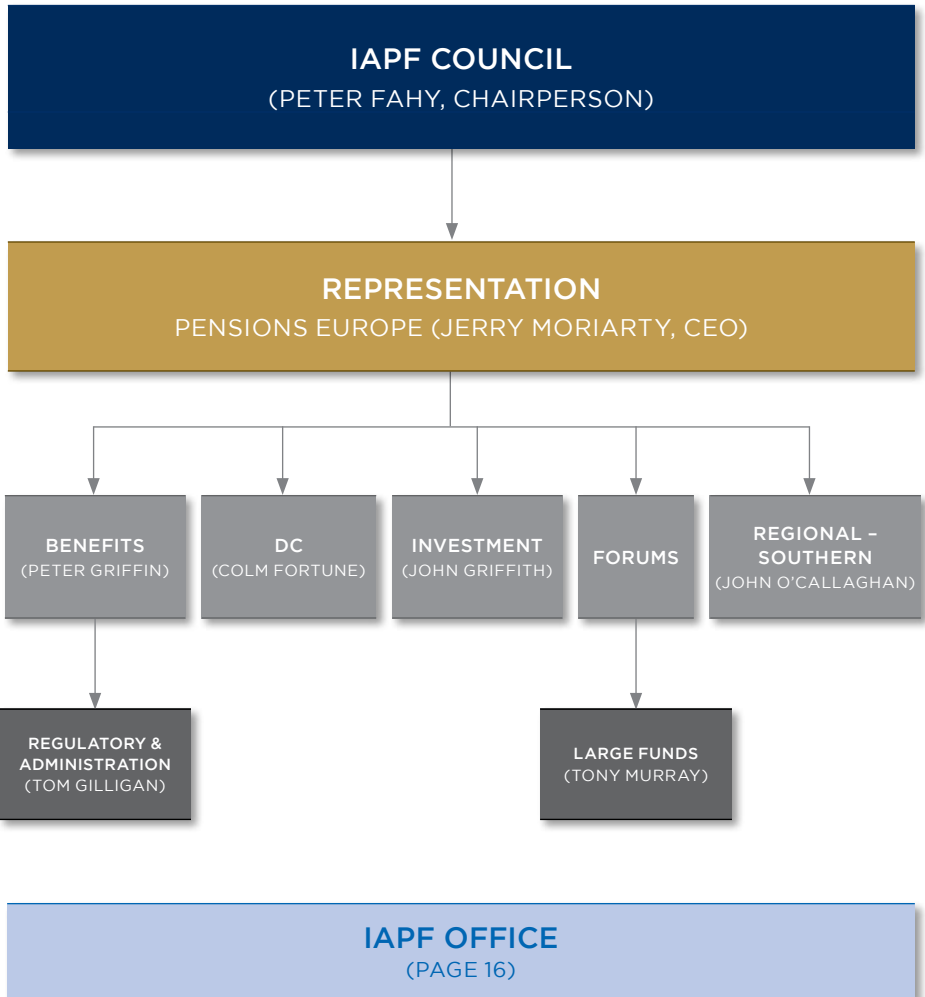 IAPF COUNCIL
(PETER FAHY, CHAIRPERSON)
REPRESENTATION
PENSIONS EUROPE (JERRY MORIARTY, CEO)
BENEFITS
(PETER GRIFFIN)
DC
(COLM FORTUNE)
INVESTMENT
(JOHN GRIFFITH)
FORUMS
REGIONAL –
SOUTHERN
(JOHN O’CALLAGHAN)
REGULATORY &
ADMINISTRATION
(TOM GILLIGAN)
LARGE FUNDS
(TONY MURRAY)
IAPF OFFICE
(PAGE 16)